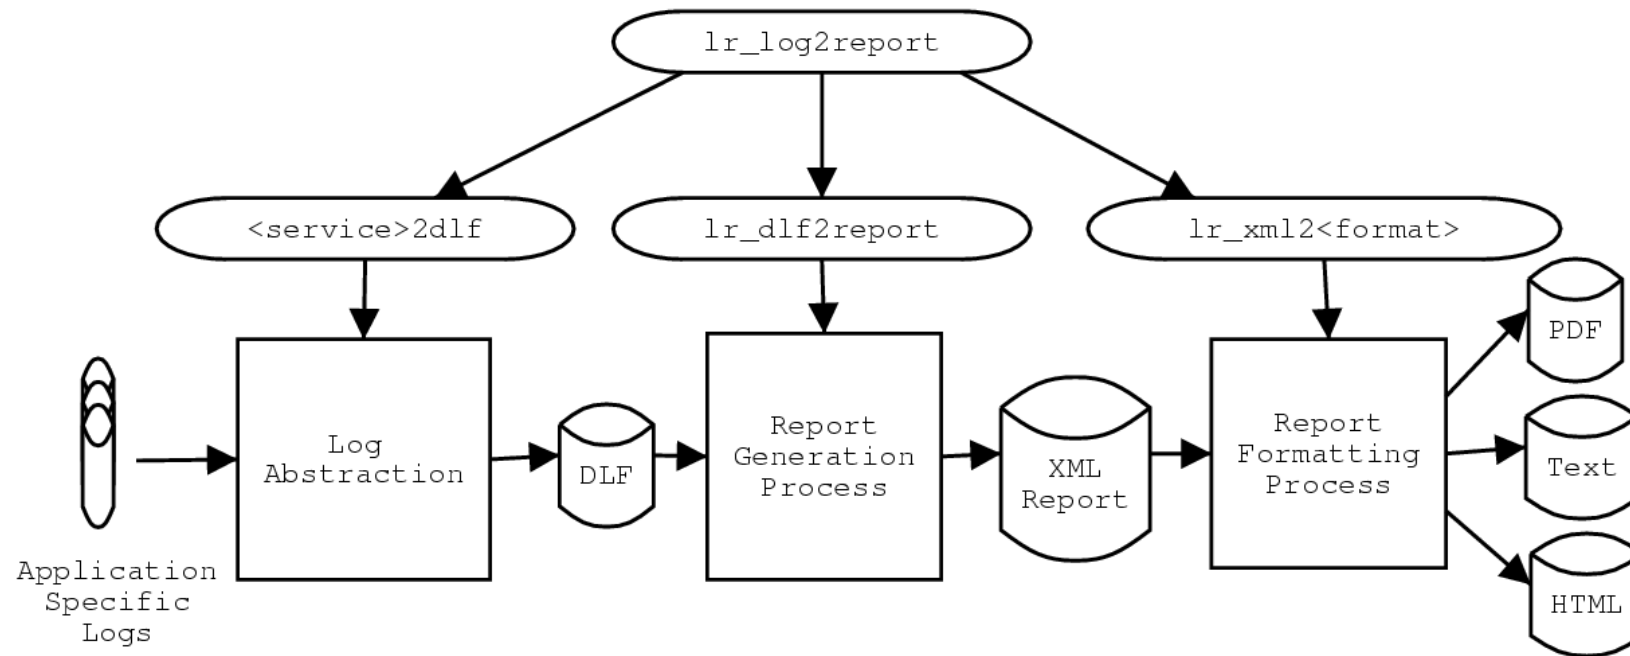 lr_log2report
<service>2dlf
lr_dlf2report
lr_xml2<format>
Application
Specific
Logs
Log
Abstraction
DLF
Report
Generation
Process
XML
Report
Report
Formatting
Process
PDF
Text
HTML